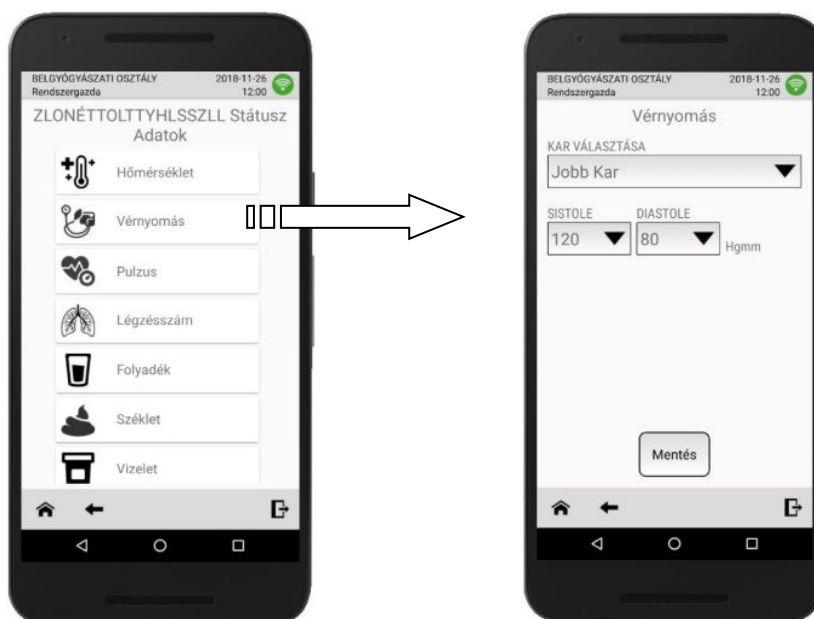 BELGYÓGYÁSZATI OSZTÁLY 2018-11-26
Rendszergazda 12:00
ZLONÉTTOLTTYHLSSZLL Státusz
Adatok
Hőmérséklet
Vérnyomás
Pulzus
Légzésszám
Folyadék
Széklet
Vizelet
BELGYÓGYÁSZATI OSZTÁLY 2018-11-26
Rendszergazda 12:00
Vérnyomás
KAR VÁLASZTÁSA
Jobb Kar
SISTOLE DIASTOLE
120 80 Hgmm
Mentés